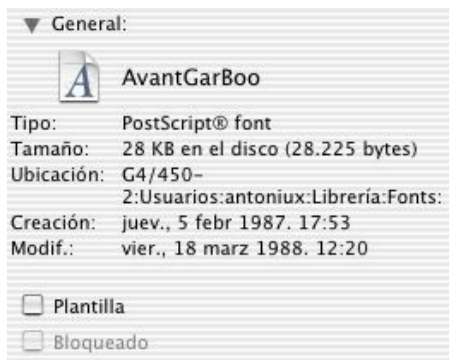 General:
AvantGarBoo
Tipo: PostScript® font
Tamaño: 28 KB en el disco (28.225 bytes)
Ubicación: G4/450-
2:Usuarios:antoniux:Librería:Fonts:
Creación: juev., 5 febr 1987. 17:53
Modif.: vier., 18 marz 1988. 12:20
Plantilla
Bloqueado